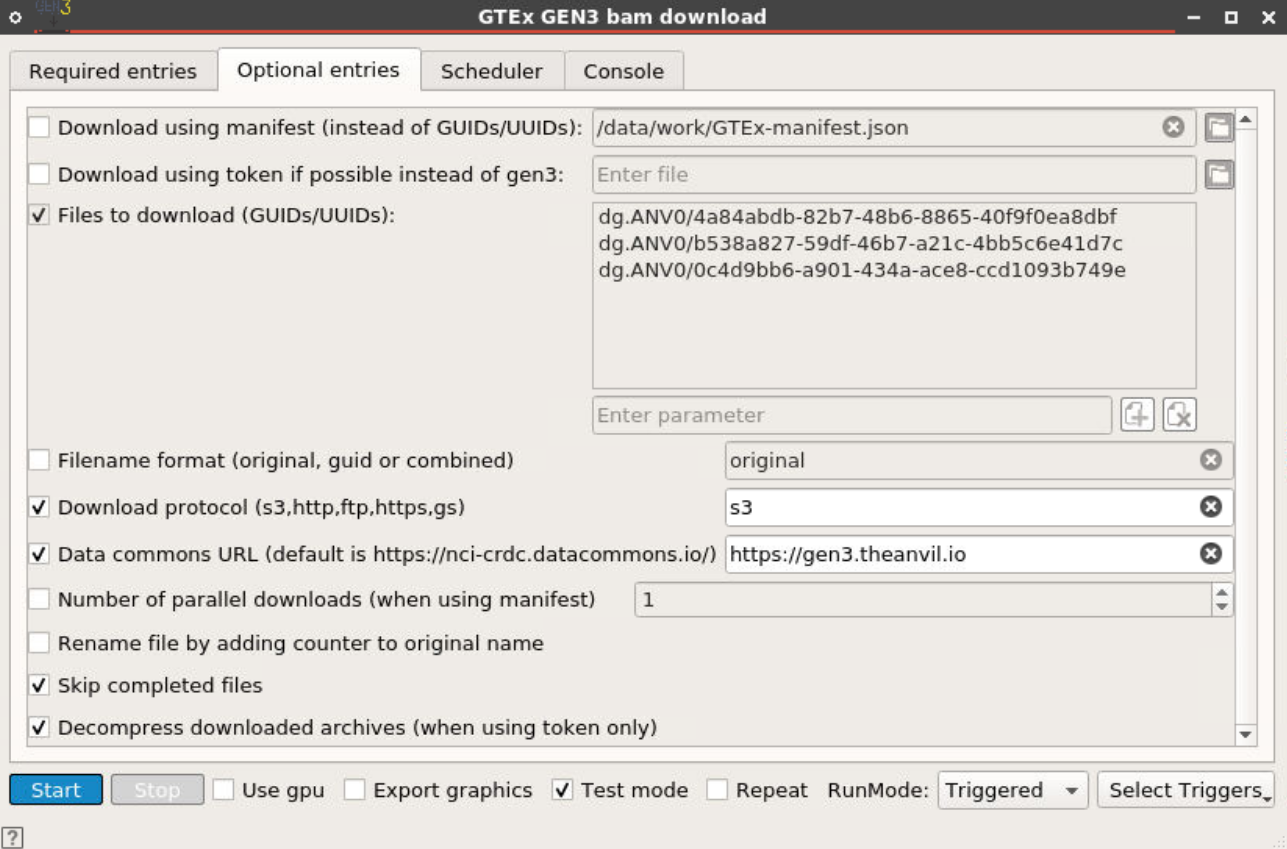 GTEx GEN3 bam download
Required entries Optional entries Scheduler Console
Download using manifest (instead of GUIDs/UUIDs): /data/work/GTEx-manifest.json
Download using token if possible instead of gen3: Enter file
Files to download (GUIDs/UUIDs): dg.ANV0/4a84abdb-82b7-48b6-8865-40f9f0ea8dbf
dg.ANV0/b538a827-59df-46b7-a21c-4bb5c6e41d7c
dg.ANV0/0c4d9bb6-a901-434a-ace8-ccd1093b749e
Enter parameter
Filename format (original, guid or combined) original
Download protocol (s3,http,ftp,https,gs) s3
Data commons URL (default is https://nci-crdc.datacommons.io/) https://gen3.theanvil.io
Number of parallel downloads (when using manifest) 1
Rename file by adding counter to original name
Skip completed files
Decompress downloaded archives (when using token only)
Start Stop Use gpu Export graphics Test mode Repeat RunMode: Triggered Select Triggers
?